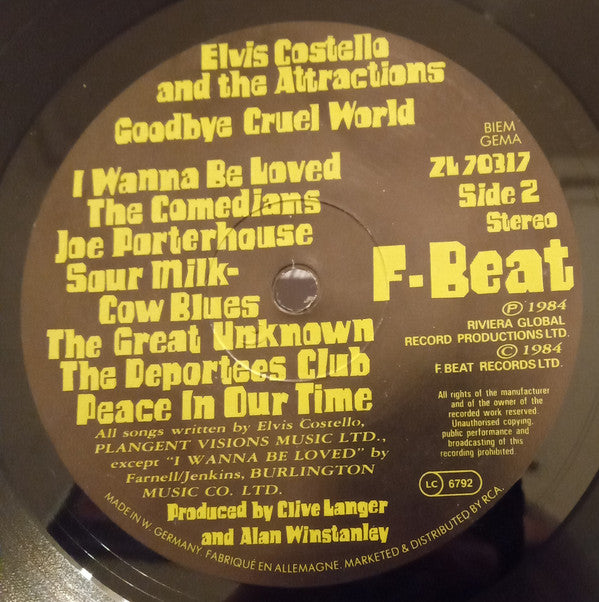 Elvis Costello
and the Attractions
Goodbye Cruel World
BIEM
GEMA
ZL 70317
Side 2
Stereo
F-Beat
I Wanna Be Loved
The Comedians
Joe Porterhouse
Sour Milk-
Cow Blues
The Great Unknown
The Deportees Club
Peace In Our Time
Ⓟ 1984
RIVIERA GLOBAL
RECORD PRODUCTIONS LTD.
© 1984
F. BEAT RECORDS LTD.
All rights of the manufacturer
and of the owner of the
recorded work reserved.
Unauthorised copying,
public performance and
broadcasting of this
recording prohibited.
LC 6792
All songs written by Elvis Costello,
PLANGENT VISIONS MUSIC LTD.,
except "I WANNA BE LOVED" by
Farnell/Jenkins, BURLINGTON
MUSIC CO. LTD.
Produced by Clive Langer
and Alan Winstanley
MADE IN W. GERMANY. FABRIQUÉ EN ALLEMAGNE. MARKETED & DISTRIBUTED BY RCA.